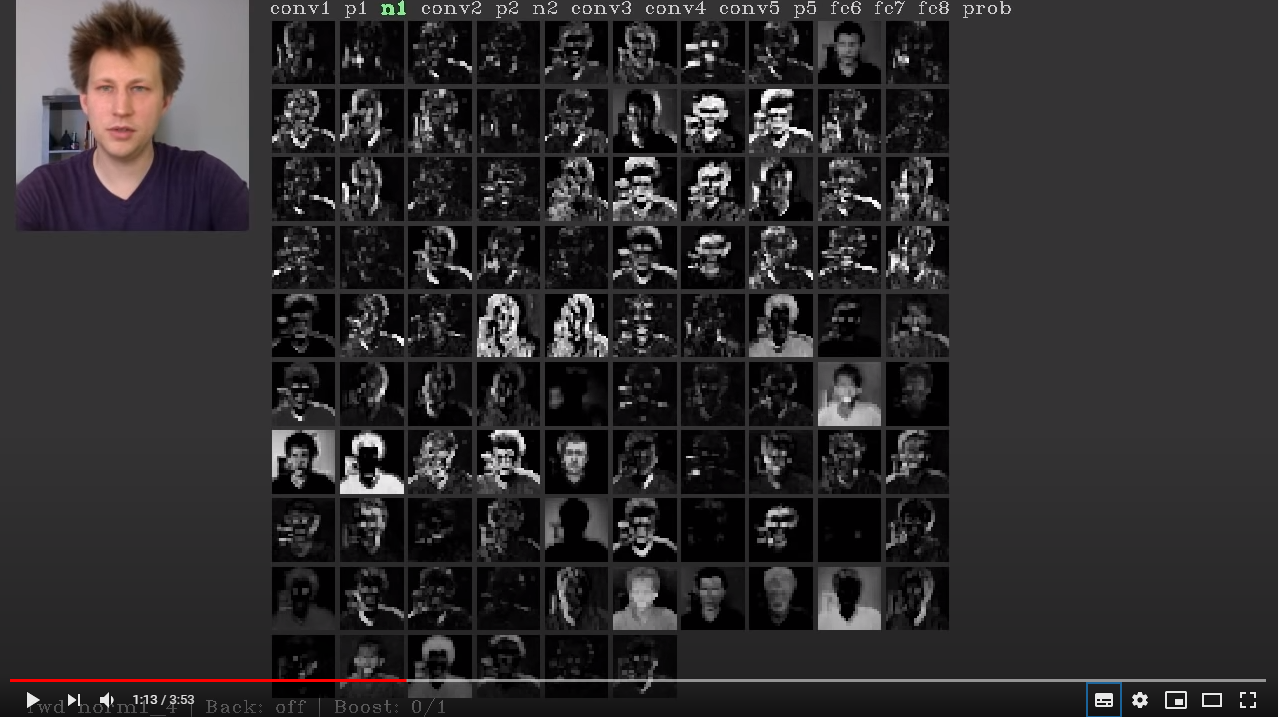 conv1 p1 n1 conv2 p2 n2 conv3 conv4 conv5 p5 fc6 fc7 fc8 prob
1:13 / 3:53
fwd norm1_4 | Back: off | Boost: 0/1